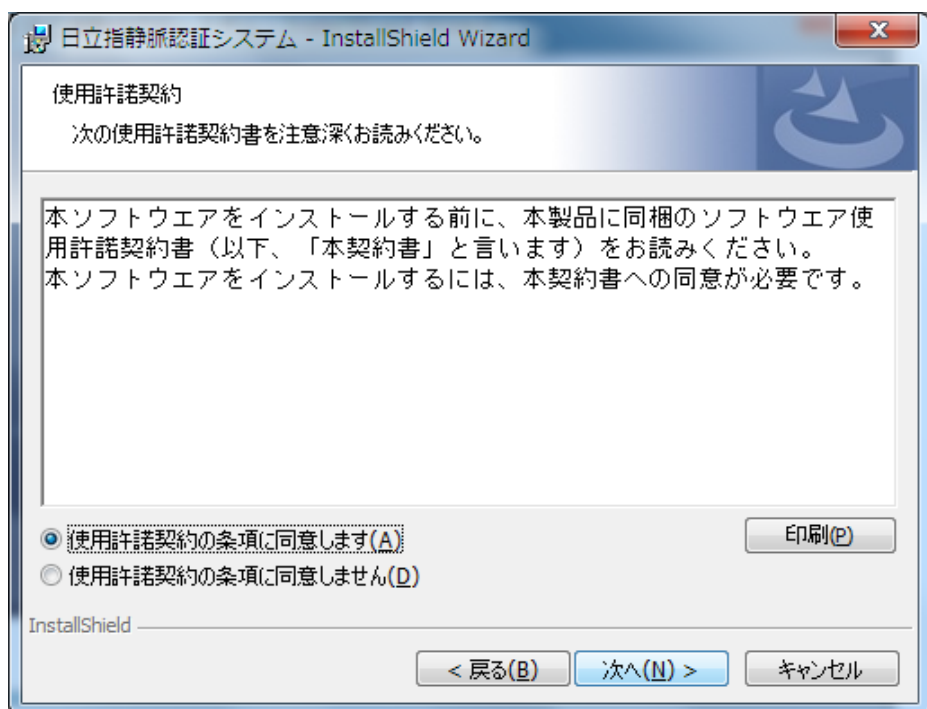 日立指静脈認証システム - InstallShield Wizard
使用許諾契約
次の使用許諾契約書を注意深くお読みください。
本ソフトウエアをインストールする前に、本製品に同梱のソフトウエア使
用許諾契約書（以下、「本契約書」と言います）をお読みください。
本ソフトウエアをインストールするには、本契約書への同意が必要です。
使用許諾契約の条項に同意します(A)
印刷(P)
使用許諾契約の条項に同意しません(D)
InstallShield
< 戻る(B)
次へ(N) >
キャンセル